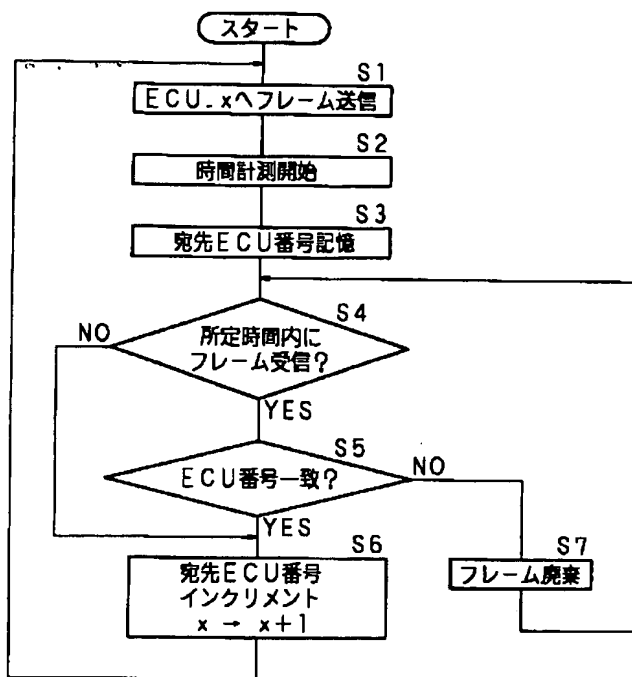 スタート
S1
ECU_xへフレーム送信
S2
時間計測開始
S3
宛先ECU番号記憶
S4
NO
所定時間内に
フレーム受信?
YES
S5
ECU番号一致?
NO
YES
S6
宛先ECU番号
インクリメント
x → x+1
S7
フレーム廃棄